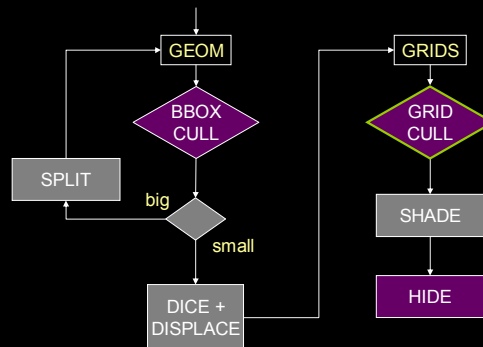 GEOM
BBOX
CULL
SPLIT
big
small
DICE +
DISPLACE
GRIDS
GRID
CULL
SHADE
HIDE